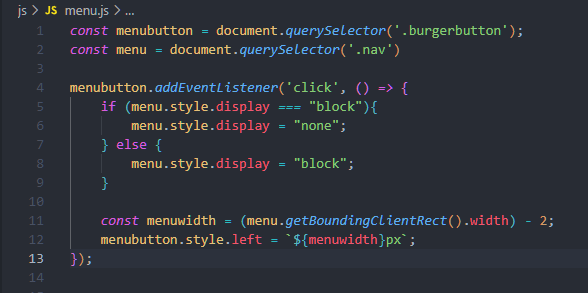 js > JS menu.js > ...
1 const menubutton = document.querySelector('.burgerbutton');
2 const menu = document.querySelector('.nav')
3
4 menubutton.addEventListener('click', () => {
5     if (menu.style.display === "block"){
6         menu.style.display = "none";
7     } else {
8         menu.style.display = "block";
9     }
10
11     const menuwidth = (menu.getBoundingClientRect().width) - 2;
12     menubutton.style.left = `${menuwidth}px`;
13 });
14